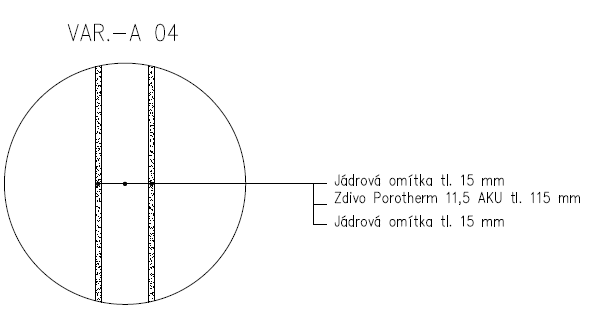 VAR.-A 04
Jádrová omítka tl. 15 mm
Zdivo Porotherm 11,5 AKU tl. 115 mm
Jádrová omítka tl. 15 mm